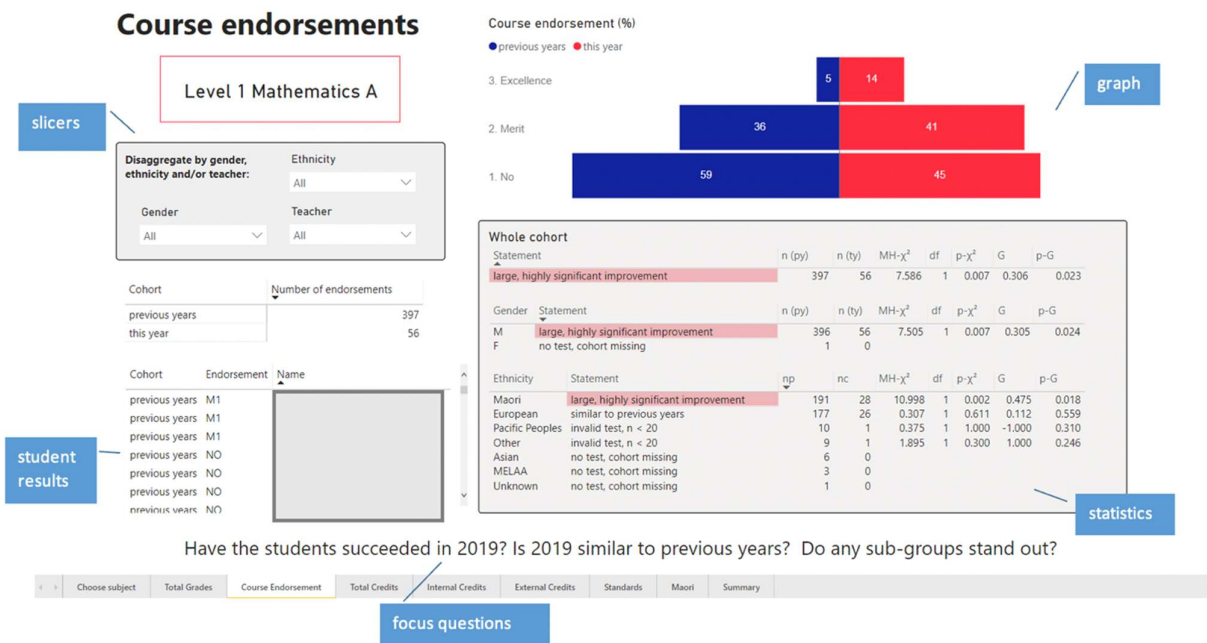 Course endorsements
Level 1 Mathematics A
slicers
Disaggregate by gender,
ethnicity and/or teacher:
Ethnicity
All
Gender
All
Teacher
All
Cohort Number of endorsements
previous years 397
this year 56
Cohort Endorsement Name
previous years M1
previous years M1
previous years M1
previous years NO
previous years NO
previous years NO
previous years NO
student
results
Course endorsement (%)
previous years this year
3. Excellence 5 14
2. Merit 36 41
1. No 59 45
graph
Whole cohort
Statement n (py) n (ty) MH-χ² df p-χ² G p-G
large, highly significant improvement 397 56 7.586 1 0.007 0.306 0.023
Gender Statement n (py) n (ty) MH-χ² df p-χ² G p-G
M large, highly significant improvement 396 56 7.505 1 0.007 0.305 0.024
F no test, cohort missing 1 0
Ethnicity Statement np nc MH-χ² df p-χ² G p-G
Maori large, highly significant improvement 191 28 10.998 1 0.002 0.475 0.018
European similar to previous years 177 26 0.307 1 0.611 0.112 0.559
Pacific Peoples invalid test, n < 20 10 1 0.375 1 1.000 -1.000 0.310
Other invalid test, n < 20 9 1 1.895 1 0.300 1.000 0.246
Asian no test, cohort missing 6 0
MELAA no test, cohort missing 3 0
Unknown no test, cohort missing 1 0
statistics
Have the students succeeded in 2019? Is 2019 similar to previous years? Do any sub-groups stand out?
Choose subject Total Grades Course Endorsement Total Credits Internal Credits External Credits Standards Maori Summary
focus questions